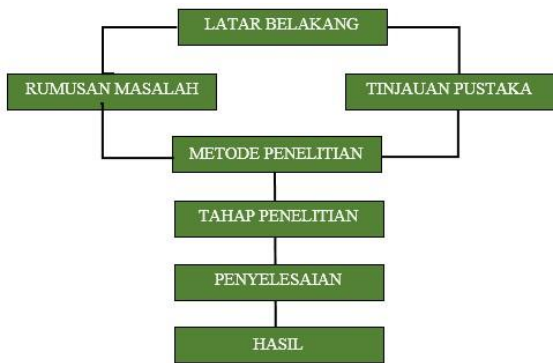 LATAR BELAKANG
RUMUSAN MASALAH
TINJAUAN PUSTAKA
METODE PENELITIAN
TAHAP PENELITIAN
PENYELESAIAN
HASIL